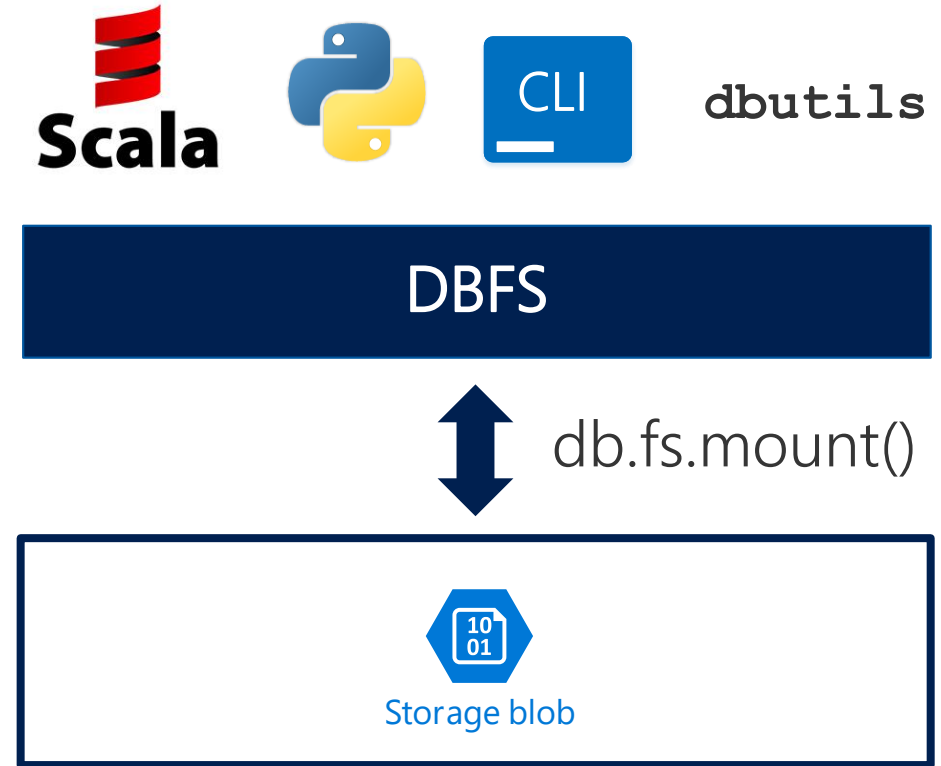 Scala
CLI
dbutils
DBFS
db.fs.mount()
10
01
Storage blob